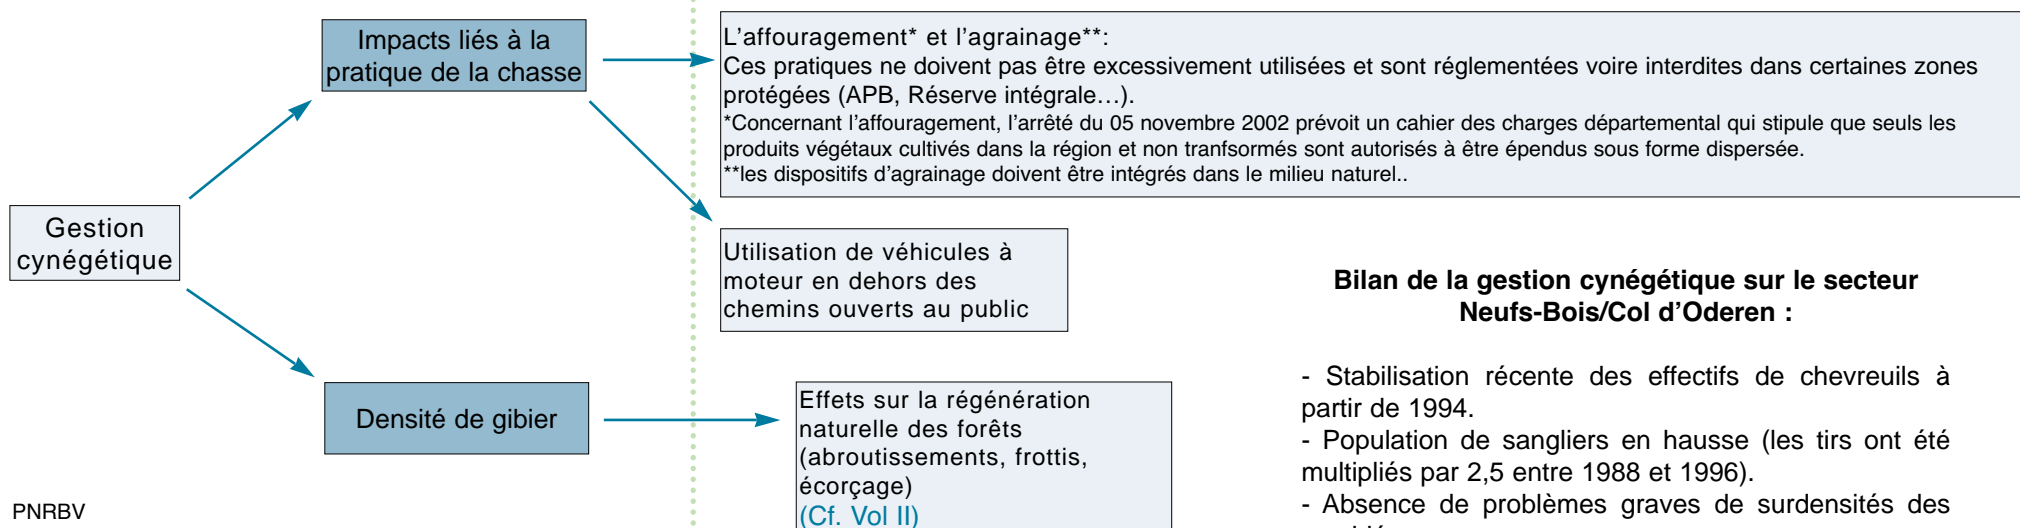 Impacts liés à la
pratique de la chasse
L'affouragement* et l'agrainage**:
Ces pratiques ne doivent pas être excessivement utilisées et sont réglementées voire interdites dans certaines zones
protégées (APB, Réserve intégrale…).
*Concernant l'affouragement, l'arrêté du 05 novembre 2002 prévoit un cahier des charges départemental qui stipule que seuls les
produits végétaux cultivés dans la région et non tranfsormés sont autorisés à être épendus sous forme dispersée.
**les dispositifs d'agrainage doivent être intégrés dans le milieu naturel..
Gestion
cynégétique
Utilisation de véhicules à
moteur en dehors des
chemins ouverts au public
Densité de gibier
Effets sur la régénération
naturelle des forêts
(abroutissements, frottis,
écorçage)
(Cf. Vol II)
Bilan de la gestion cynégétique sur le secteur
Neufs-Bois/Col d'Oderen :
- Stabilisation récente des effectifs de chevreuils à
partir de 1994.
- Population de sangliers en hausse (les tirs ont été
multipliés par 2,5 entre 1988 et 1996).
- Absence de problèmes graves de surdensités des
PNRBV